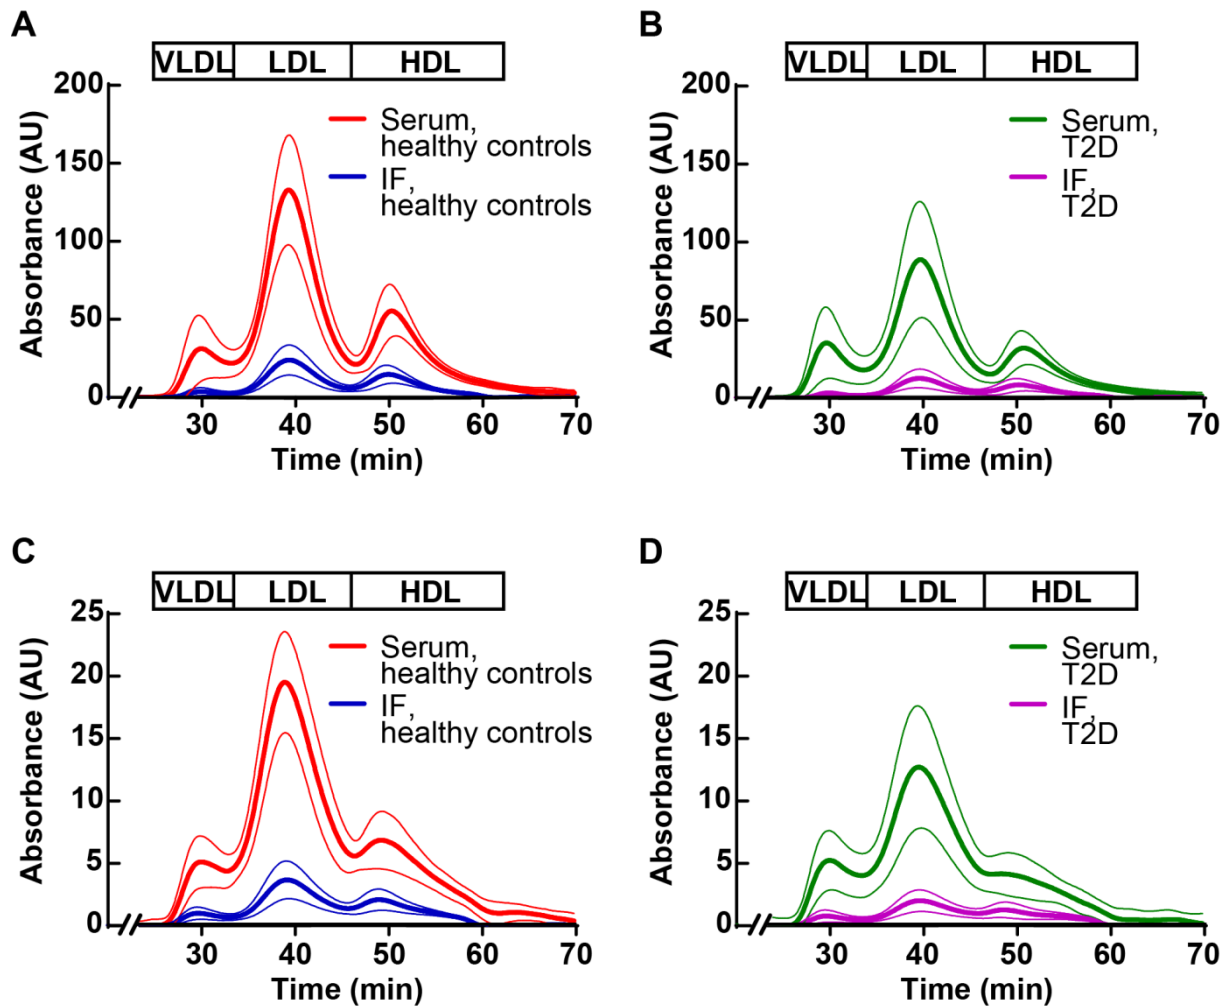 A
VLDL LDL HDL
200
150
100
50
0
Absorbance (AU)
Serum,
healthy controls
IF,
healthy controls
30 40 50 60 70
Time (min)
B
VLDL LDL HDL
200
150
100
50
0
Absorbance (AU)
Serum,
T2D
IF,
T2D
30 40 50 60 70
Time (min)
C
VLDL LDL HDL
25
20
15
10
5
0
Absorbance (AU)
Serum,
healthy controls
IF,
healthy controls
30 40 50 60 70
Time (min)
D
VLDL LDL HDL
25
20
15
10
5
0
Absorbance (AU)
Serum,
T2D
IF,
T2D
30 40 50 60 70
Time (min)